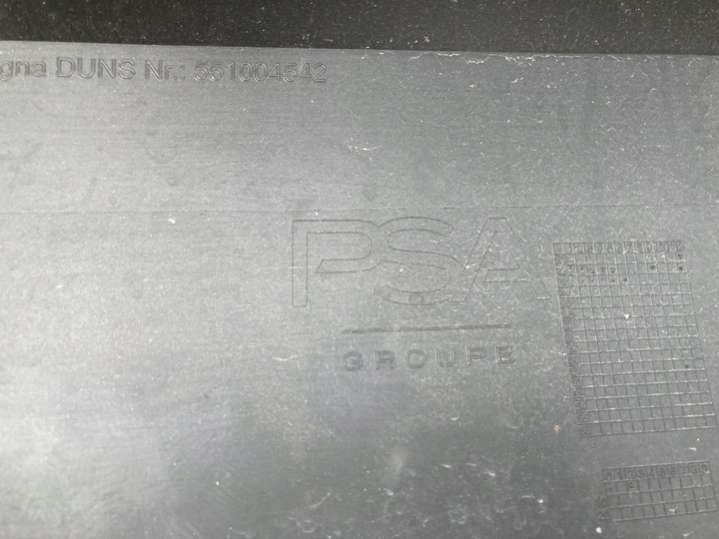 gna DUNS Nr.: 551004542
PSA
GROUPE